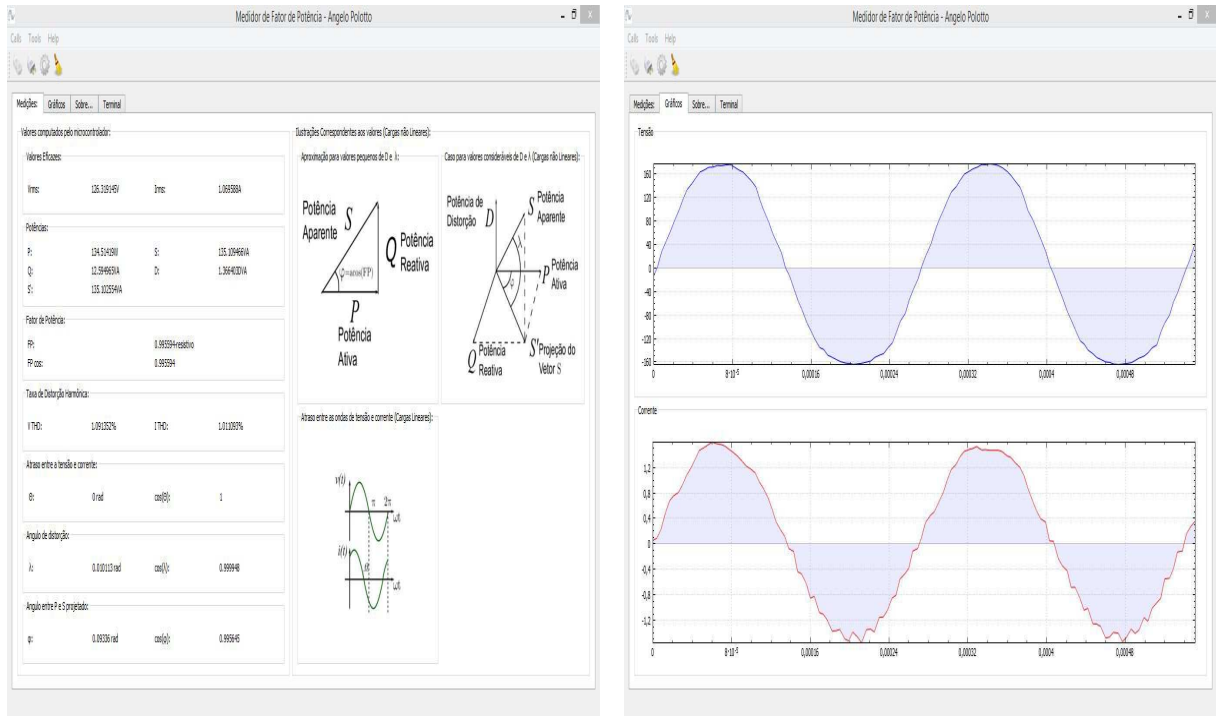 Medidor de Fator de Potência - Angelo Polotto
Calls Tools Help
Medições: Gráficos Sobre... Terminal
Valores computados pelo microcontrolador:
Valores Eficazes:
Vrms: 126.319145V Irms: 1.069588A
Potências:
P: 134.51419W S: 135.109466VA
Q: 12.594965VA D: 1.366403DVA
S': 135.102554VA
Fator de Potência:
FP: 0.995594-resistivo
FP cos: 0.995594
Taxa de Distorção Harmônica:
V THD: 1.091352% I THD: 1.011093%
Atraso entre a tensão e corrente:
Θ: 0 rad cos(Θ): 1
Angulo de distorção:
λ: 0.010113 rad cos(λ): 0.999948
Angulo entre P e S projetado:
φ: 0.09336 rad cos(φ): 0.995645
Ilustrações Correspondentes aos valores (Cargas não Lineares):
Aproximação para valores pequenos de D e λ:
Potência Aparente S
φ=acos(FP)
Q Potência Reativa
P
Potência Ativa
Caso para valores consideráveis de D e λ (Cargas não Lineares):
Potência de Distorção D
S Potência Aparente
λ
φ
P Potência Ativa
Q Potência Reativa
S' Projeção do Vetor S
Atraso entre as ondas de tensão e corrente (Cargas Lineares):
v(t)
π 2π
ωt
i(t)
θ
ωt
Medidor de Fator de Potência - Angelo Polotto
Calls Tools Help
Medições: Gráficos Sobre... Terminal
Tensão
160
120
80
40
0
-40
-80
-120
-160
0 8·10⁻⁵ 0,00016 0,00024 0,00032 0,0004 0,00048
Corrente
1,2
0,8
0,4
0
-0,4
-0,8
-1,2
0 8·10⁻⁵ 0,00016 0,00024 0,00032 0,0004 0,00048